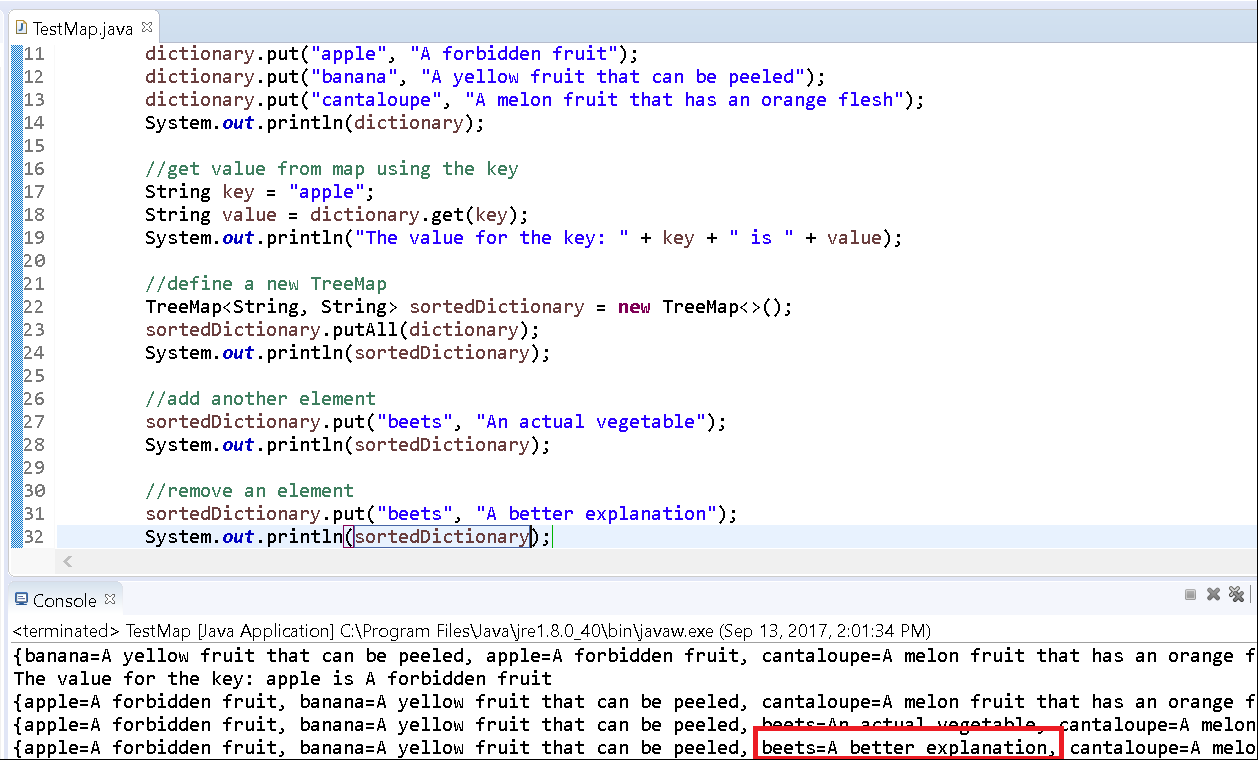 TestMap.java
11 dictionary.put("apple", "A forbidden fruit");
12 dictionary.put("banana", "A yellow fruit that can be peeled");
13 dictionary.put("cantaloupe", "A melon fruit that has an orange flesh");
14 System.out.println(dictionary);
15
16 //get value from map using the key
17 String key = "apple";
18 String value = dictionary.get(key);
19 System.out.println("The value for the key: " + key + " is " + value);
20
21 //define a new TreeMap
22 TreeMap<String, String> sortedDictionary = new TreeMap<>();
23 sortedDictionary.putAll(dictionary);
24 System.out.println(sortedDictionary);
25
26 //add another element
27 sortedDictionary.put("beets", "An actual vegetable");
28 System.out.println(sortedDictionary);
29
30 //remove an element
31 sortedDictionary.put("beets", "A better explanation");
32 System.out.println(sortedDictionary);
Console
<terminated> TestMap [Java Application] C:\Program Files\Java\jre1.8.0_40\bin\javaw.exe (Sep 13, 2017, 2:01:34 PM)
{banana=A yellow fruit that can be peeled, apple=A forbidden fruit, cantaloupe=A melon fruit that has an orange f
The value for the key: apple is A forbidden fruit
{apple=A forbidden fruit, banana=A yellow fruit that can be peeled, cantaloupe=A melon fruit that has an orange f
{apple=A forbidden fruit, banana=A yellow fruit that can be peeled, beets=An actual vegetable, cantaloupe=A melon
{apple=A forbidden fruit, banana=A yellow fruit that can be peeled, beets=A better explanation, cantaloupe=A melo